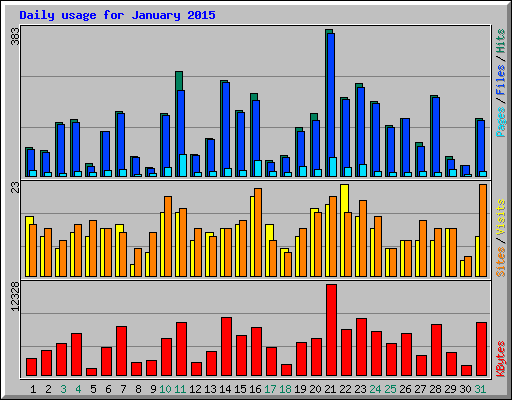 Daily usage for January 2015
383
Pages / Files / Hits
23
Sites / Visits
12328
KBytes
1 2 3 4 5 6 7 8 9 10 11 12 13 14 15 16 17 18 19 20 21 22 23 24 25 26 27 28 29 30 31